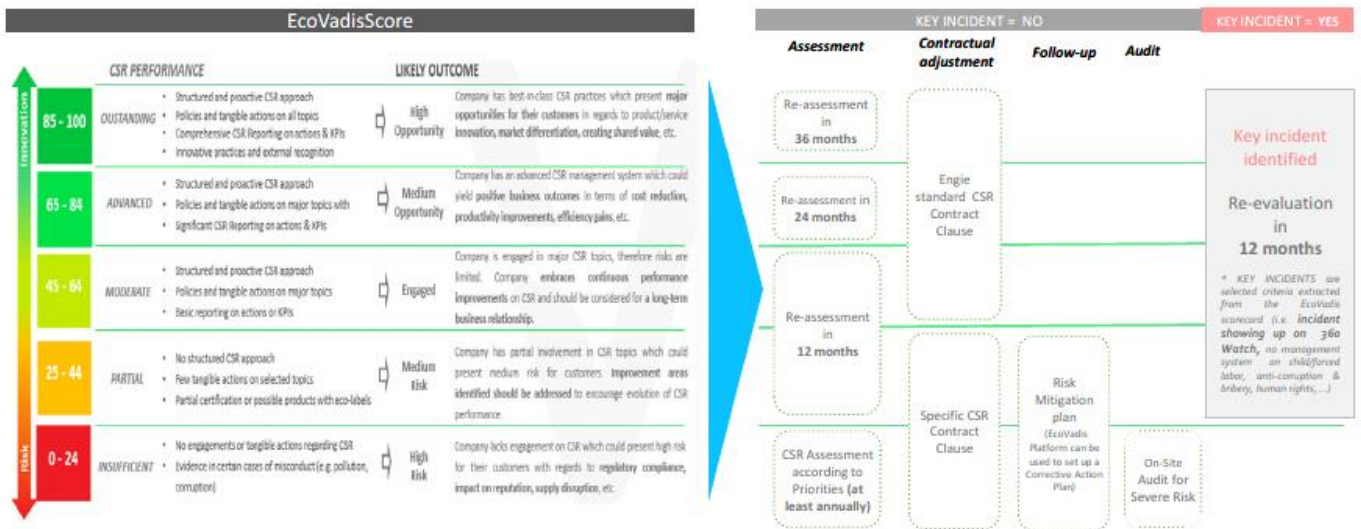 EcoVadisScore
CSR PERFORMANCE
LIKELY OUTCOME
Innovation
Risk
85 - 100
OUSTANDING
• Structured and proactive CSR approach
• Policies and tangible actions on all topics
• Comprehensive CSR Reporting on actions & KPIs
• Innovative practices and external recognition
High
Opportunity
Company has best-in-class CSR practices which present major
opportunities for their customers in regards to product/service
innovation, market differentiation, creating shared value, etc.
65 - 84
ADVANCED
• Structured and proactive CSR approach
• Policies and tangible actions on major topics with
• Significant CSR Reporting on actions & KPIs
Medium
Opportunity
Company has an advanced CSR management system which could
yield positive business outcomes in terms of cost reduction,
productivity improvements, efficiency gains, etc.
45 - 64
MODERATE
• Structured and proactive CSR approach
• Policies and tangible actions on major topics
• Basic reporting on actions or KPIs
Engaged
Company is engaged in major CSR topics, therefore risks are
limited. Company embraces continuous performance
improvements on CSR and should be considered for a long-term
business relationship.
25 - 44
PARTIAL
• No structured CSR approach
• Few tangible actions on selected topics
• Partial certification or possible products with eco-labels
Medium
Risk
Company has partial involvement in CSR topics which could
present medium risk for customers. Improvement areas
identified should be addressed to encourage evolution of CSR
performance.
0 - 24
INSUFFICIENT
• No engagements or tangible actions regarding CSR
• Evidence in certain cases of misconduct (e.g. pollution,
corruption)
High
Risk
Company lacks engagement on CSR which could present high risk
for their customers with regards to regulatory compliance,
impact on reputation, supply disruption, etc
KEY INCIDENT = NO
KEY INCIDENT = YES
Assessment
Contractual
adjustment
Follow-up
Audit
Re-assessment
in
36 months
Re-assessment in
24 months
Re-assessment
in
12 months
CSR Assessment
according to
Priorities (at
least annually)
Engie
standard CSR
Contract
Clause
Specific CSR
Contract
Clause
Risk
Mitigation
plan
(EcoVadis
Platform can be
used to set up a
Corrective Action
Plan)
On-Site
Audit for
Severe Risk
Key incident
identified
Re-evaluation
in
12 months
* KEY INCIDENTS are
selected criteria extracted
from the EcoVadis
scorecard (i.e. incident
showing up on 360
Watch, no management
system on child/forced
labor, anti-corruption &
bribery, human rights, ...)